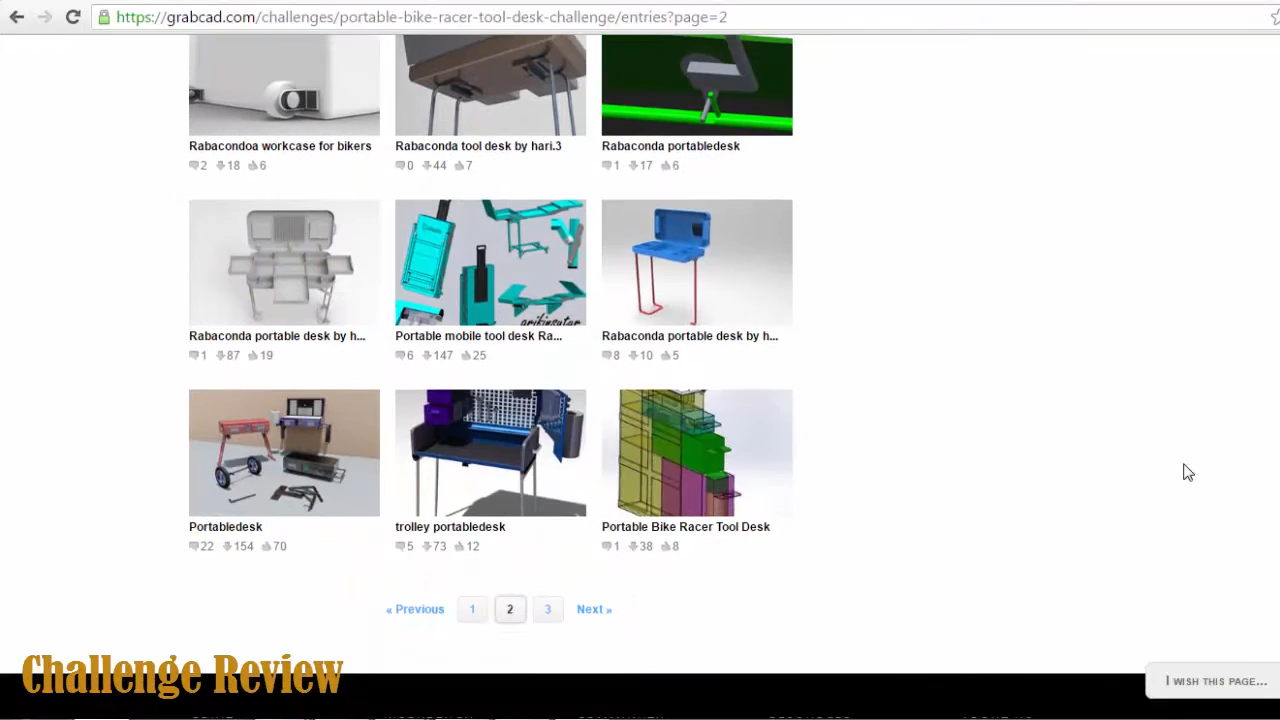 https://grabcad.com/challenges/portable-bike-racer-tool-desk-challenge/entries?page=2
Rabacondoa workcase for bikers
Rabaconda tool desk by hari.3
Rabaconda portabledesk
2 18 6
0 44 7
1 17 6
arikinsutar
Rabaconda portable desk by h...
Portable mobile tool desk Ra...
Rabaconda portable desk by h...
1 87 19
6 147 25
8 10 5
Portabledesk
trolley portabledesk
Portable Bike Racer Tool Desk
22 154 70
5 73 12
1 38 8
« Previous 1 2 3 Next »
Challenge Review
I WISH THIS PAGE...